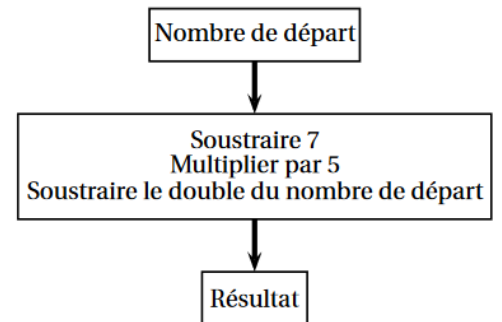 Nombre de départ
Soustraire 7
Multiplier par 5
Soustraire le double du nombre de départ
Résultat